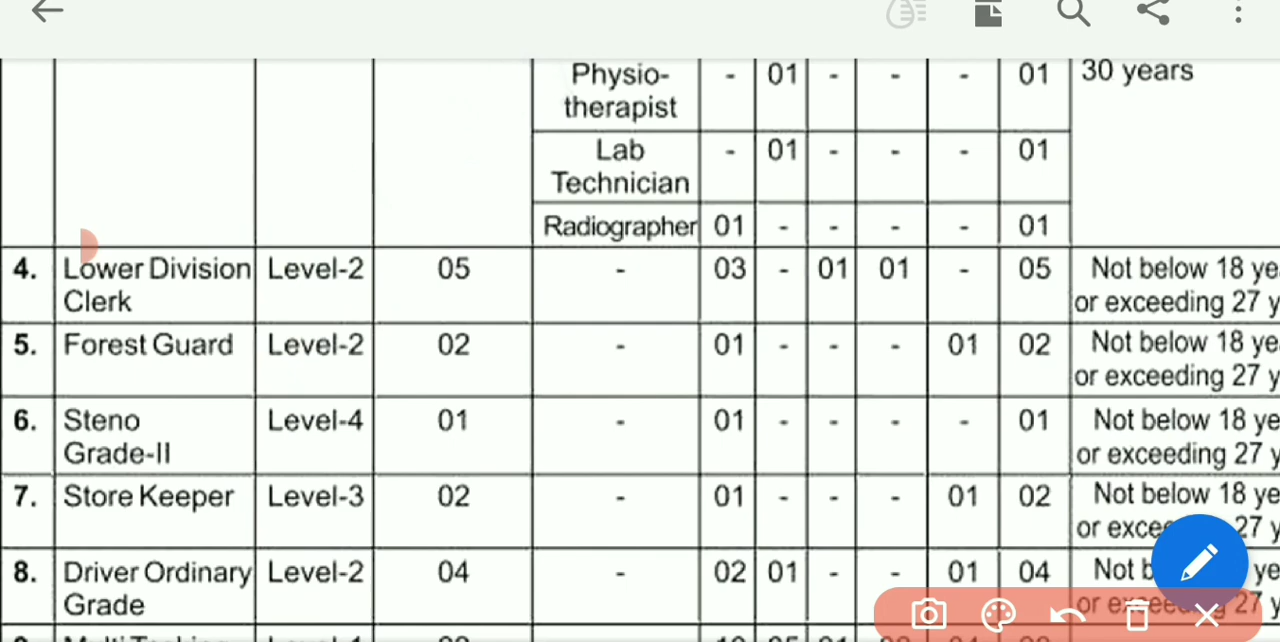 Physio- - 01 - - - 01 30 years
therapist
Lab - 01 - - - 01
Technician
Radiographer 01 - - - - 01
4. Lower Division Level-2 05 - 03 - 01 01 - 05 Not below 18 ye
Clerk or exceeding 27 y
5. Forest Guard Level-2 02 - 01 - - - 01 02 Not below 18 ye
or exceeding 27 y
6. Steno Level-4 01 - 01 - - - - 01 Not below 18 ye
Grade-II or exceeding 27 y
7. Store Keeper Level-3 02 - 01 - - - 01 02 Not below 18 ye
or excee 27 y
8. Driver Ordinary Level-2 04 - 02 01 - - 01 04 Not b ye
Grade or exceed 27 y